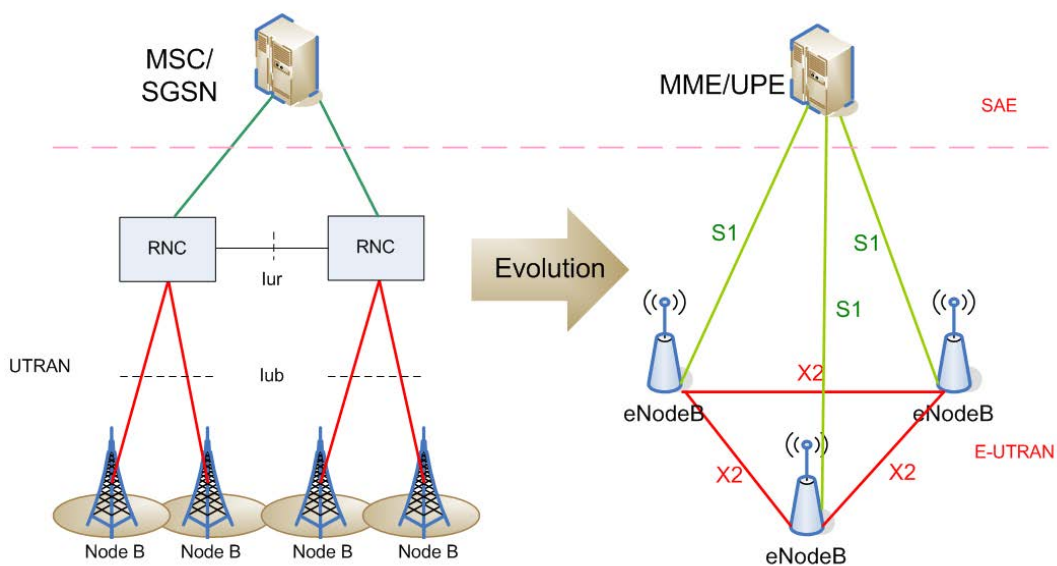 MSC/
SGSN
MME/UPE
SAE
RNC
RNC
Iur
Evolution
S1
S1
S1
UTRAN
Iub
X2
eNodeB
eNodeB
X2
X2
E-UTRAN
Node B
Node B
Node B
Node B
eNodeB